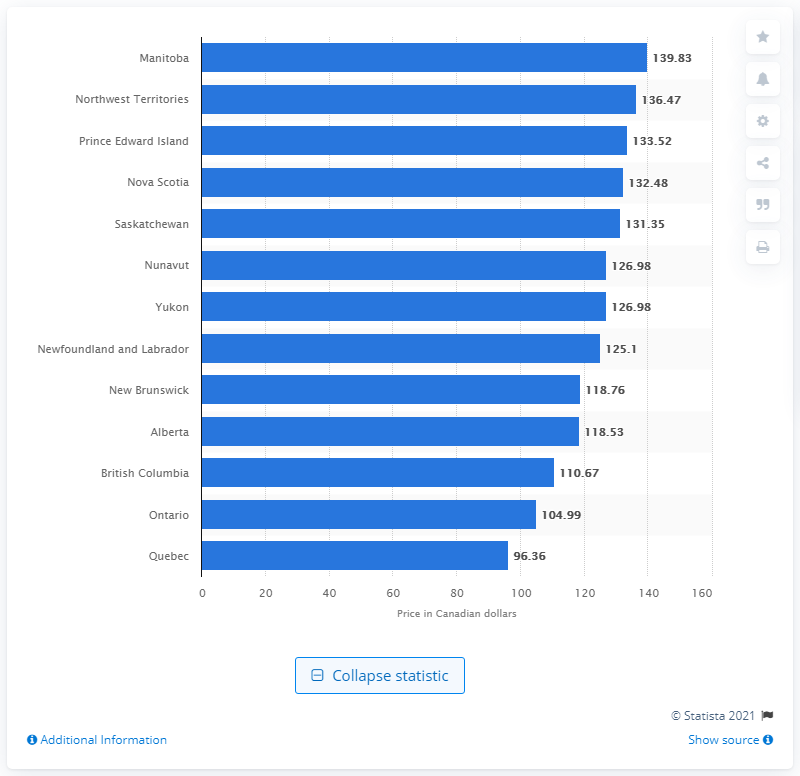 Manitoba 139.83
Northwest Territories 136.47
Prince Edward Island 133.52
Nova Scotia 132.48
Saskatchewan 131.35
Nunavut 126.98
Yukon 126.98
Newfoundland and Labrador 125.1
New Brunswick 118.76
Alberta 118.53
British Columbia 110.67
Ontario 104.99
Quebec 96.36
0 20 40 60 80 100 120 140 160
Price in Canadian dollars
Collapse statistic
© Statista 2021
Additional Information
Show source